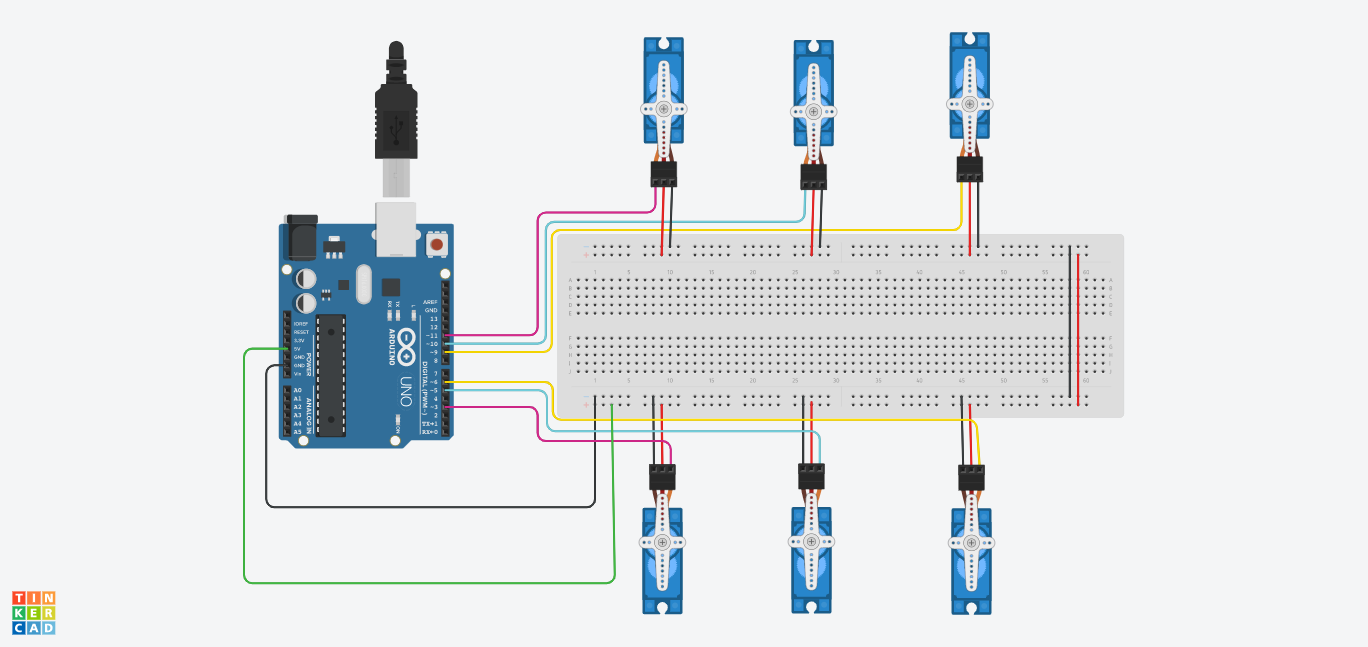 IOREF
RESET
3.3V
5V
GND
GND
Vin
POWER
A0
A1
A2
A3
A4
A5
ANALOG IN
AREF
GND
13
12
~11
~10
~9
8
7
~6
~5
4
~3
2
TX→1
RX←0
DIGITAL (PWM~)
RX
TX
L
ON
ARDUINO
UNO
1 5 10 15 20 25 30 35 40 45 50 55 60
A A
B B
C C
D D
E E
F F
G G
H H
I I
J J
1 5 10 15 20 25 30 35 40 45 50 55 60
TIN
KER
CAD